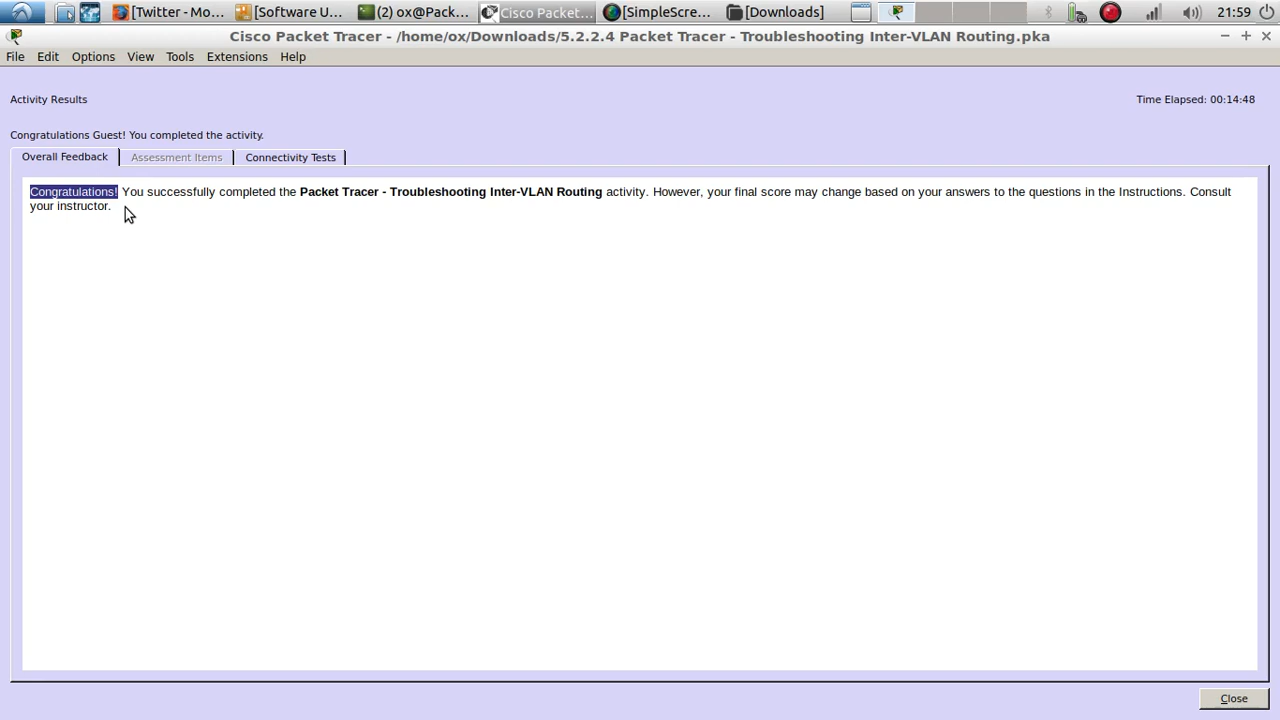 [Twitter - Mo... [Software U... (2) ox@Pack... Cisco Packet... [SimpleScre... [Downloads] 21:59
Cisco Packet Tracer - /home/ox/Downloads/5.2.2.4 Packet Tracer - Troubleshooting Inter-VLAN Routing.pka
File Edit Options View Tools Extensions Help
Activity Results Time Elapsed: 00:14:48
Congratulations Guest! You completed the activity.
Overall Feedback Assessment Items Connectivity Tests
Congratulations! You successfully completed the Packet Tracer - Troubleshooting Inter-VLAN Routing activity. However, your final score may change based on your answers to the questions in the Instructions. Consult
your instructor.
Close